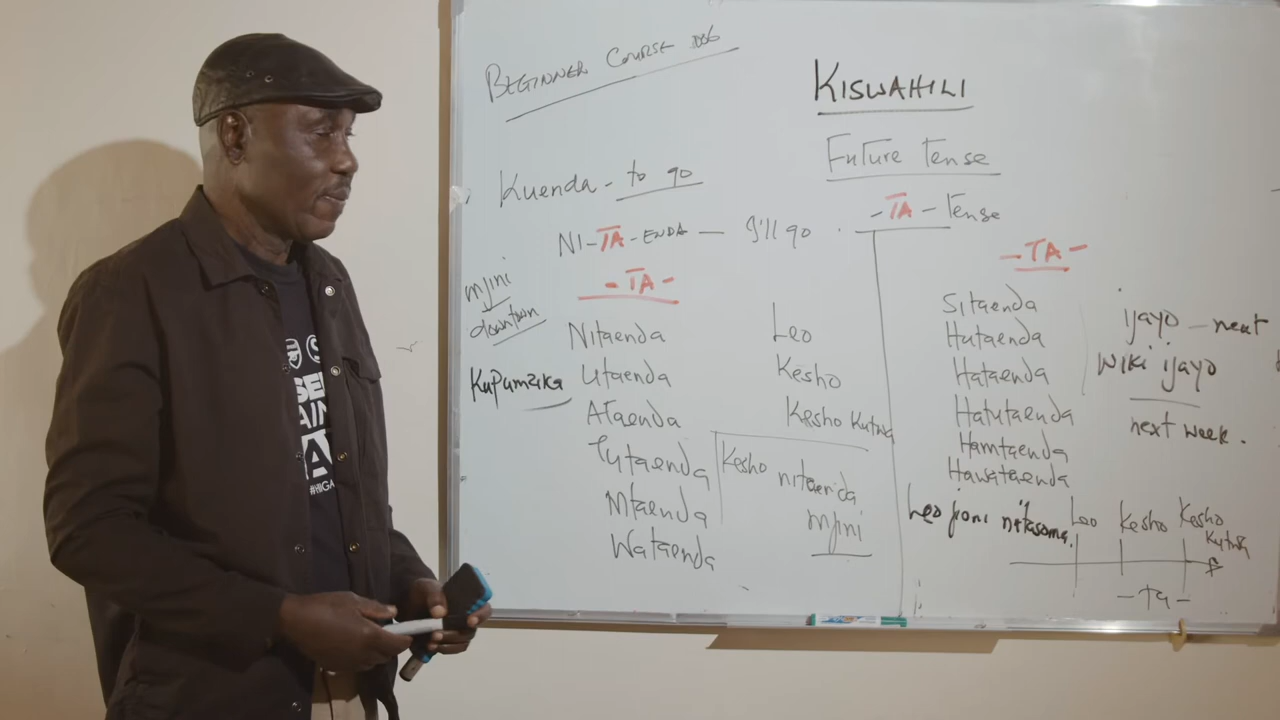 BEGINNER COURSE 006
KISWAHILI
Future Tense
Kuenda - to go
- TA - Tense
NI - TA - ENDA — I'll go
mjini
downtown
- TA -
Nitaenda
Utaenda
Ataenda
Tutaenda
Mtaenda
Wataenda
Kupumzika
Leo
Kesho
Kesho Kutwa
Kesho nitaenda
mjini
- TA -
Sitaenda
Hutaenda
Hataenda
Hatutaenda
Hamtaenda
Hawataenda
ijayo - next
wiki ijayo
next week.
Leo jioni nitasoma.
Leo
Kesho
Kesho
Kutwa
- ta -